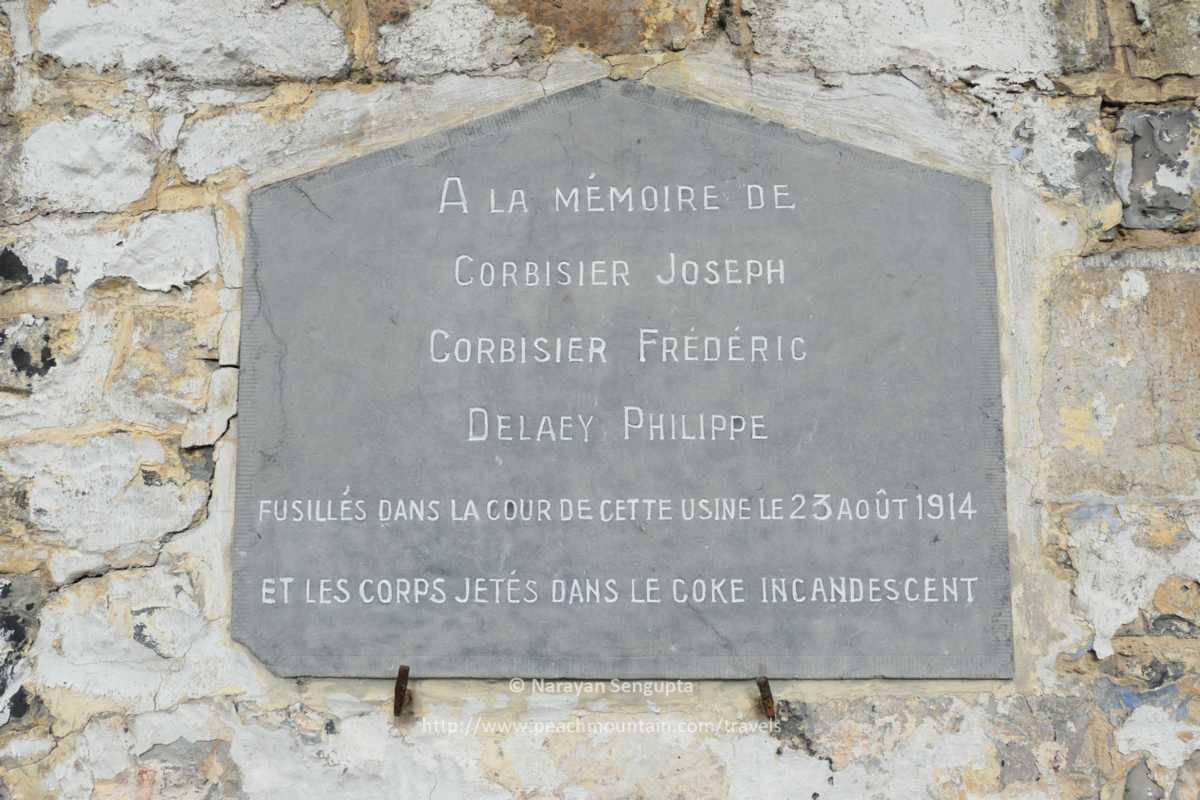 A LA MÉMOIRE DE
CORBISIER JOSEPH
CORBISIER FRÉDÉRIC
DELAEY PHILIPPE
FUSILLÉS DANS LA COUR DE CETTE USINE LE 23 AOÛT 1914
ET LES CORPS JETÉS DANS LE COKE INCANDESCENT
© Narayan Sengupta
http://www.peachmountain.com/travels